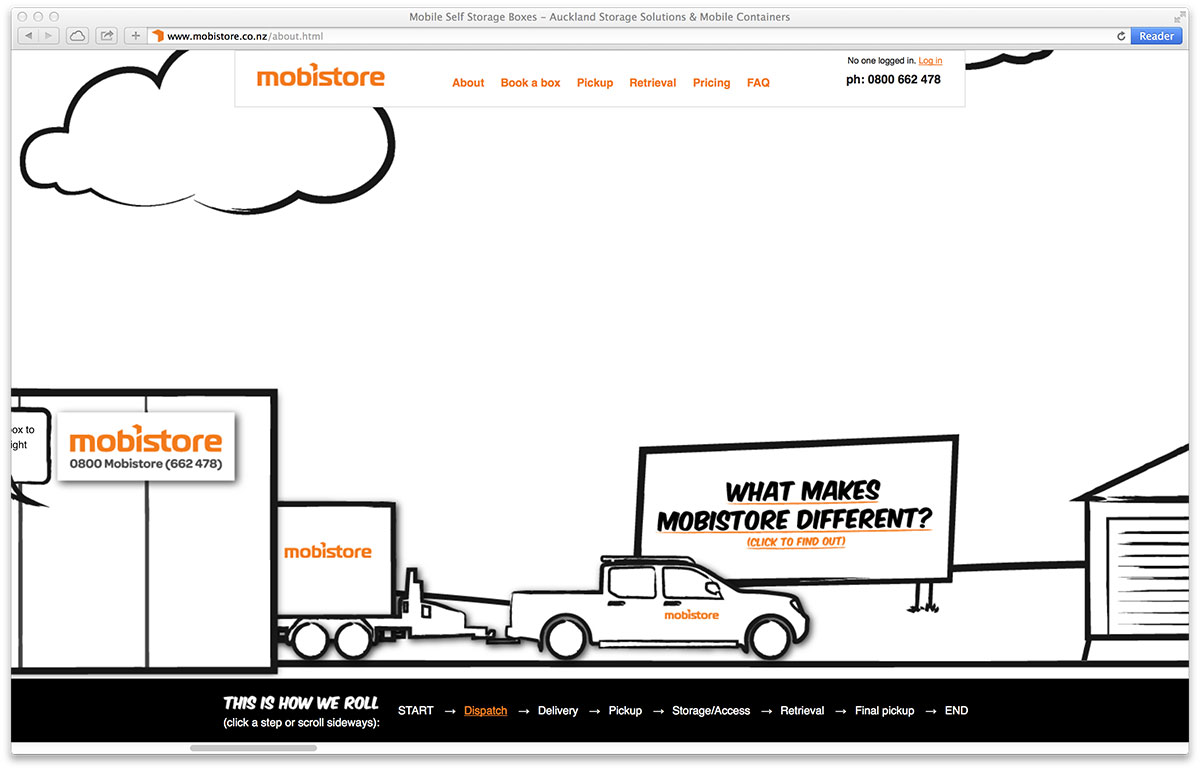 Mobile Self Storage Boxes – Auckland Storage Solutions & Mobile Containers
www.mobistore.co.nz/about.html
Reader
mobistore
About Book a box Pickup Retrieval Pricing FAQ
No one logged in. Log in
ph: 0800 662 478
ox to
ight
mobistore
0800 Mobistore (662 478)
mobistore
WHAT MAKES
MOBISTORE DIFFERENT?
(CLICK TO FIND OUT)
mobistore
THIS IS HOW WE ROLL
(click a step or scroll sideways):
START → Dispatch → Delivery → Pickup → Storage/Access → Retrieval → Final pickup → END